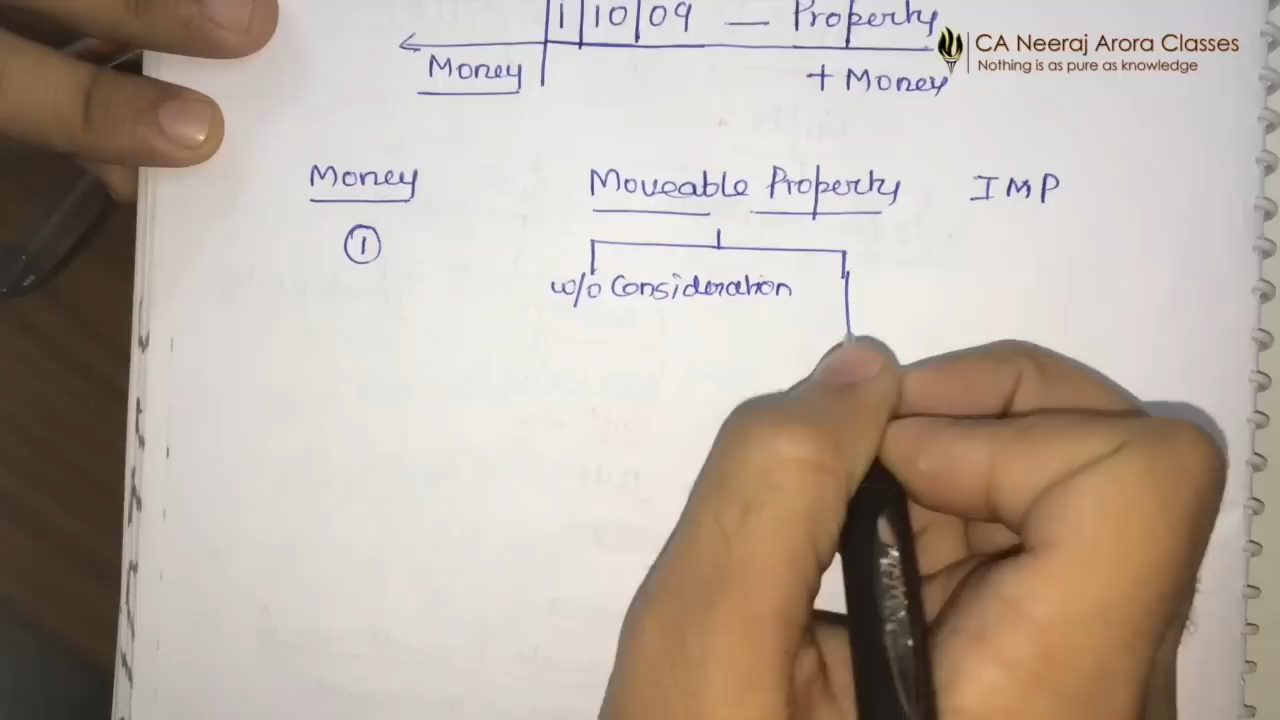 1 | 10 | 09 — Property
CA Neeraj Arora Classes
Nothing is as pure as knowledge
Money
+ Money
Money
Moveable Property
IMP
①
w/o Consideration